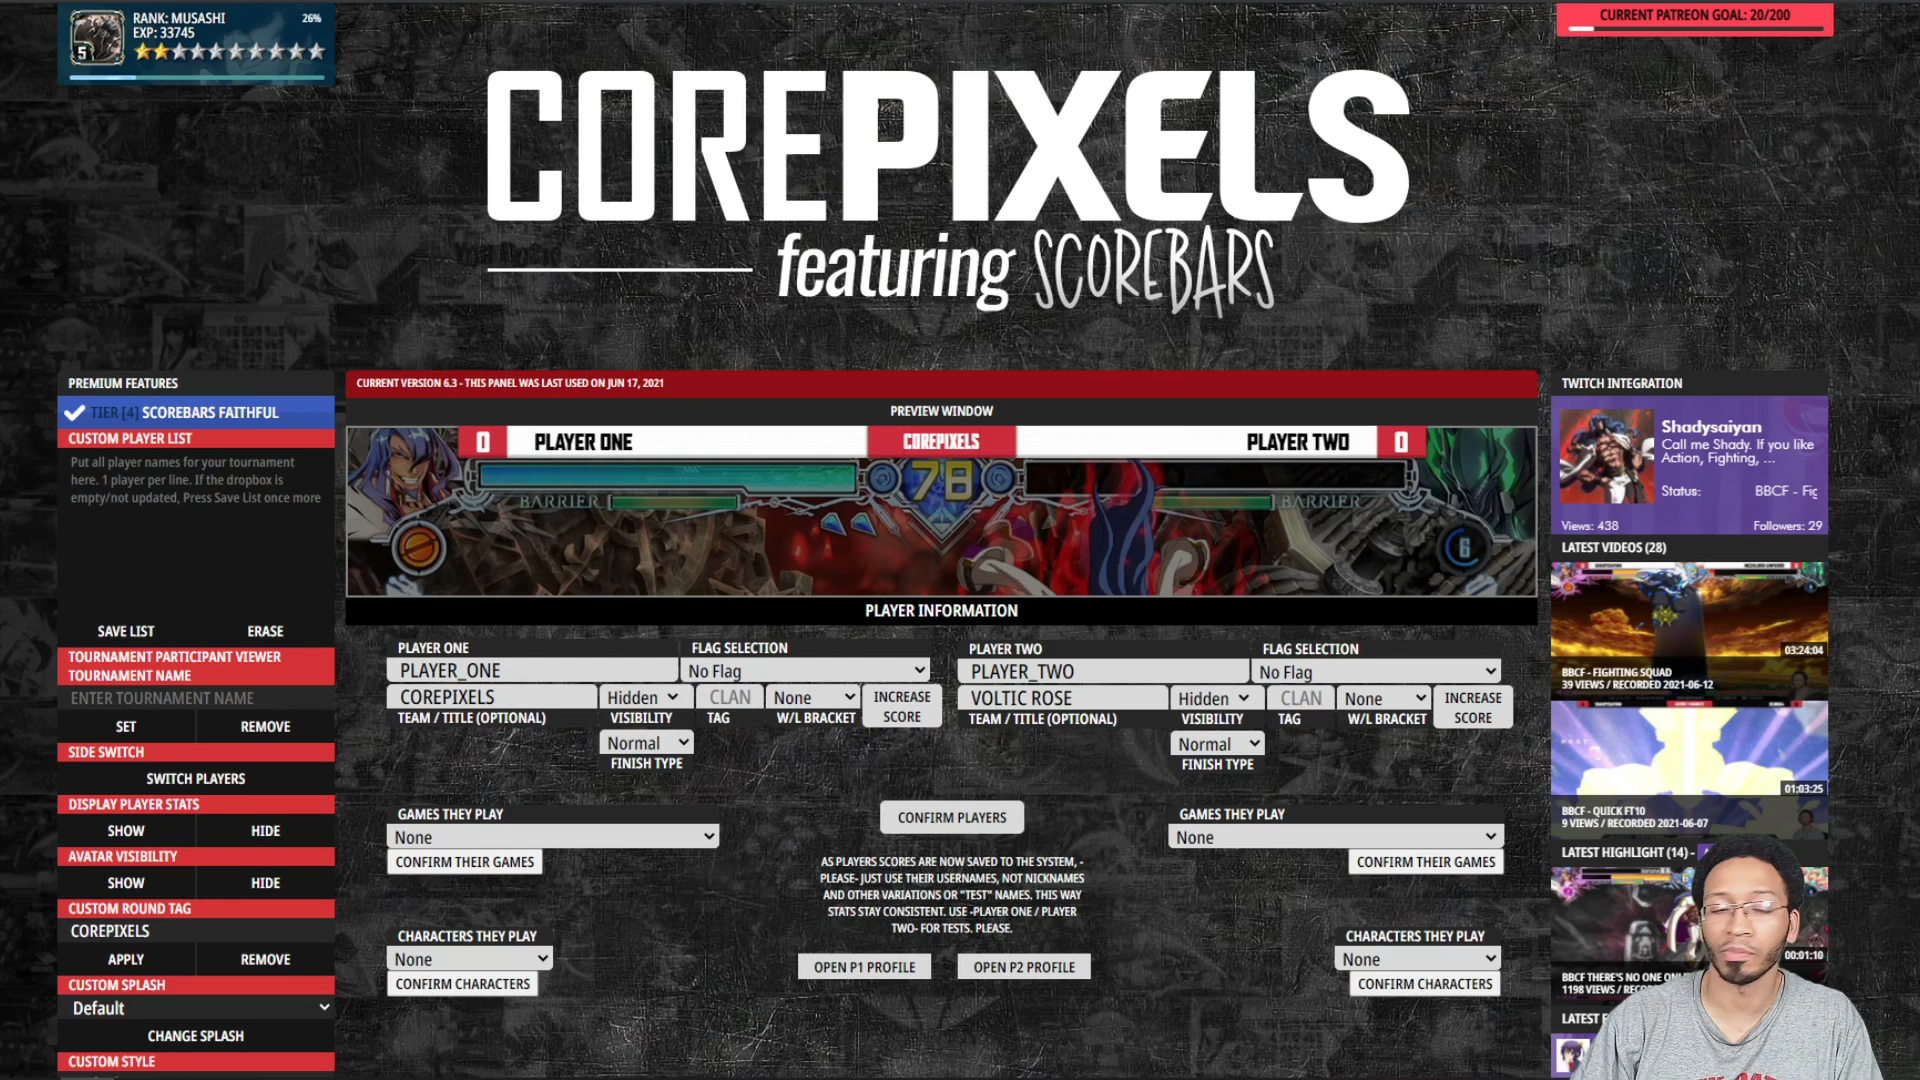 RANK: MUSASHI
26%
EXP: 33745
5
CURRENT PATREON GOAL: 20/200
COREPIXELS
featuring SCOREBARS
PREMIUM FEATURES
TIER [4] SCOREBARS FAITHFUL
CUSTOM PLAYER LIST
Put all player names for your tournament
here. 1 player per line. If the dropbox is
empty/not updated, Press Save List once more
SAVE LIST
ERASE
TOURNAMENT PARTICIPANT VIEWER
TOURNAMENT NAME
ENTER TOURNAMENT NAME
SET
REMOVE
SIDE SWITCH
SWITCH PLAYERS
DISPLAY PLAYER STATS
SHOW
HIDE
AVATAR VISIBILITY
SHOW
HIDE
CUSTOM ROUND TAG
COREPIXELS
APPLY
REMOVE
CUSTOM SPLASH
Default
CHANGE SPLASH
CUSTOM STYLE
CURRENT VERSION 6.3 - THIS PANEL WAS LAST USED ON JUN 17, 2021
PREVIEW WINDOW
0 PLAYER ONE COREPIXELS PLAYER TWO 0
78
BARRIER
BARRIER
6
PLAYER INFORMATION
PLAYER ONE
FLAG SELECTION
PLAYER_ONE
No Flag
COREPIXELS
Hidden
CLAN
None
INCREASE
SCORE
TEAM / TITLE (OPTIONAL)
VISIBILITY
TAG
W/L BRACKET
Normal
FINISH TYPE
PLAYER TWO
FLAG SELECTION
PLAYER_TWO
No Flag
VOLTIC ROSE
Hidden
CLAN
None
INCREASE
SCORE
TEAM / TITLE (OPTIONAL)
VISIBILITY
TAG
W/L BRACKET
Normal
FINISH TYPE
GAMES THEY PLAY
None
CONFIRM THEIR GAMES
CONFIRM PLAYERS
AS PLAYERS SCORES ARE NOW SAVED TO THE SYSTEM, -
PLEASE- JUST USE THEIR USERNAMES, NOT NICKNAMES
AND OTHER VARIATIONS OR "TEST" NAMES. THIS WAY
STATS STAY CONSISTENT. USE -PLAYER ONE / PLAYER
TWO- FOR TESTS. PLEASE.
GAMES THEY PLAY
None
CONFIRM THEIR GAMES
CHARACTERS THEY PLAY
None
CONFIRM CHARACTERS
OPEN P1 PROFILE
OPEN P2 PROFILE
CHARACTERS THEY PLAY
None
CONFIRM CHARACTERS
TWITCH INTEGRATION
Shadysaiyan
Call me Shady. If you like
Action, Fighting, ...
Status:
BBCF - Fig
Views: 438
Followers: 29
LATEST VIDEOS (28)
03:24:04
BBCF - FIGHTING SQUAD
39 VIEWS / RECORDED 2021-06-12
01:03:25
BBCF - QUICK FT10
9 VIEWS / RECORDED 2021-06-07
LATEST HIGHLIGHT (14) -
00:01:10
BBCF THERE'S NO ONE
1198 VIEWS /
LATEST